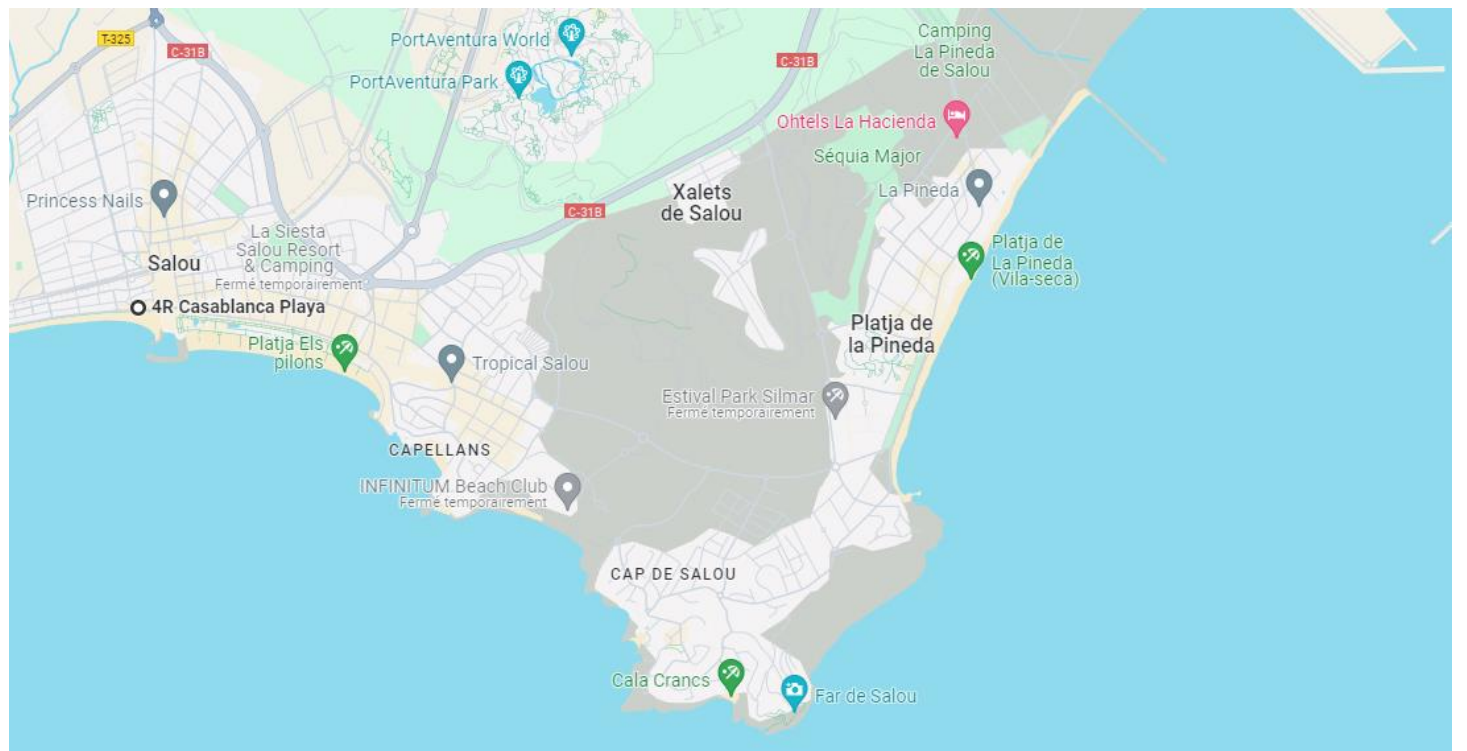 T-325
C-31B
PortAventura World
PortAventura Park
C-31B
Camping
La Pineda
de Salou
Ohtels La Hacienda
Séquia Major
La Pineda
Princess Nails
Xalets
de Salou
C-31B
La Siesta
Salou Resort
& Camping
Fermé temporairement
Salou
Platja de
La Pineda
(Vila-seca)
4R Casablanca Playa
Platja Els
pilons
Tropical Salou
Platja de
la Pineda
Estival Park Silmar
Fermé temporairement
CAPELLANS
INFINITUM Beach Club
Fermé temporairement
CAP DE SALOU
Cala Crancs
Far de Salou